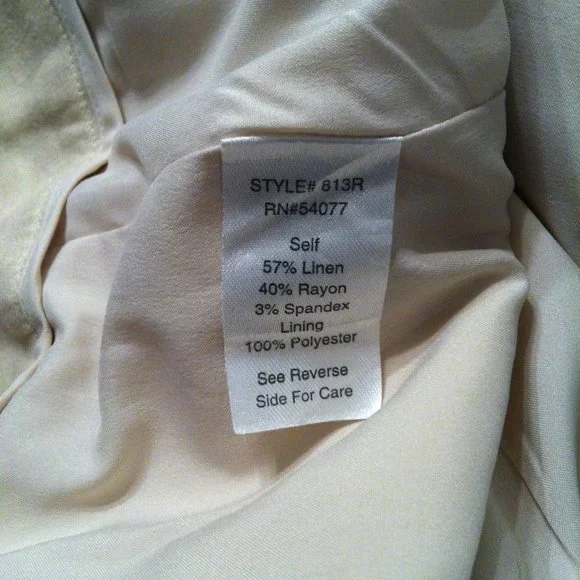 STYLE# 813R
RN#54077
Self
57% Linen
40% Rayon
3% Spandex
Lining
100% Polyester
See Reverse
Side For Care